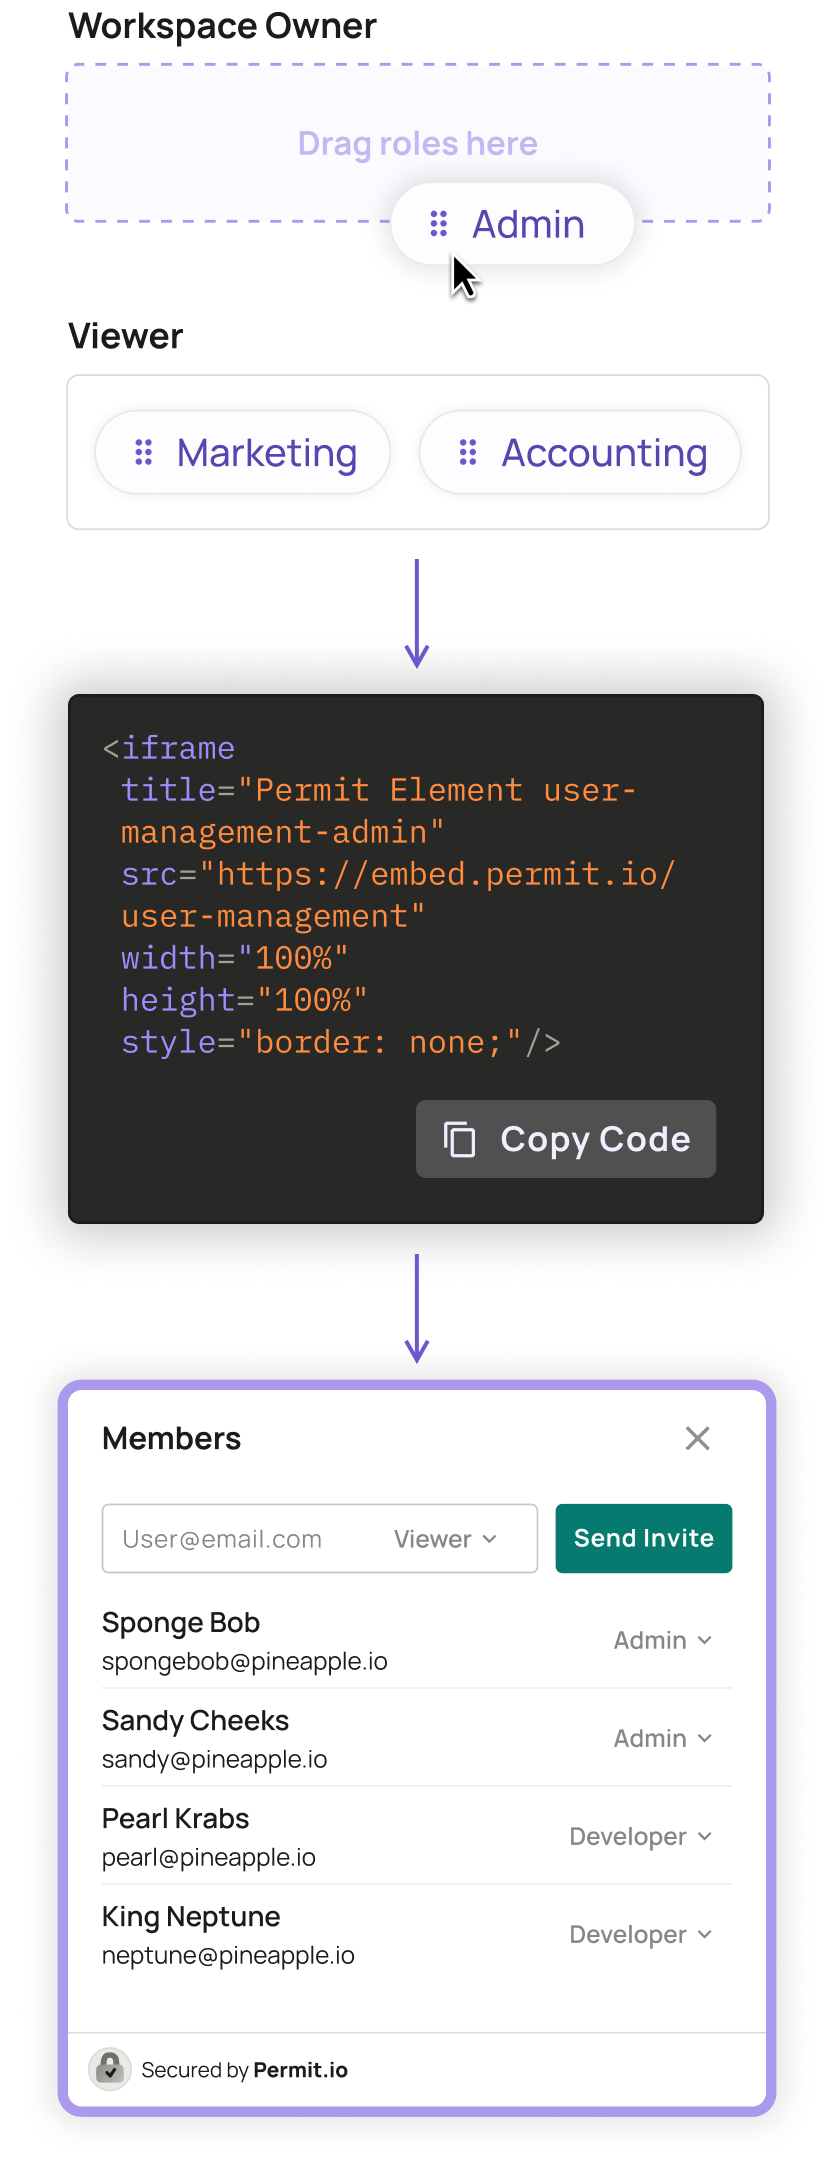 Workspace Owner
Drag roles here
Admin
Viewer
Marketing
Accounting
<iframe
title="Permit Element user-
management-admin"
src="https://embed.permit.io/
user-management"
width="100%"
height="100%"
style="border: none;"/>
Copy Code
Members
User@email.com Viewer
Send Invite
Sponge Bob
spongebob@pineapple.io
Admin
Sandy Cheeks
sandy@pineapple.io
Admin
Pearl Krabs
pearl@pineapple.io
Developer
King Neptune
neptune@pineapple.io
Developer
Secured by Permit.io